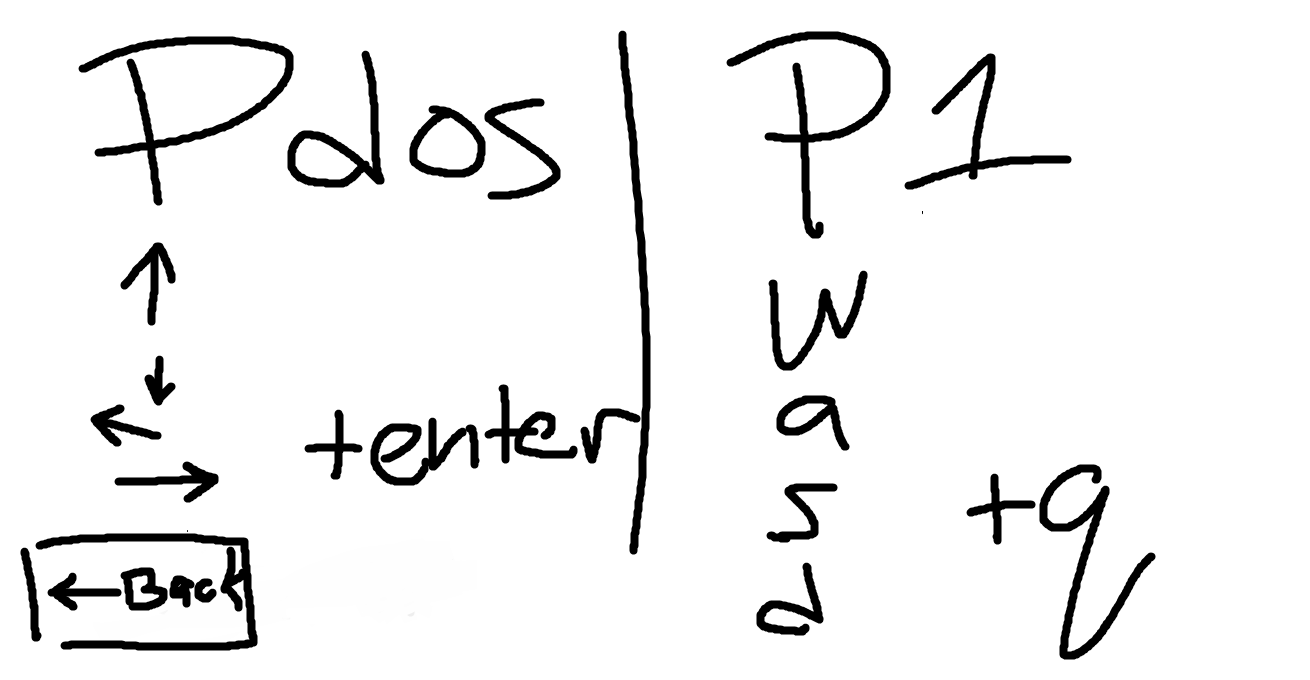 Pdos
↑
↓
←
→
+enter
←Back
P1
w
a
s
d
+q